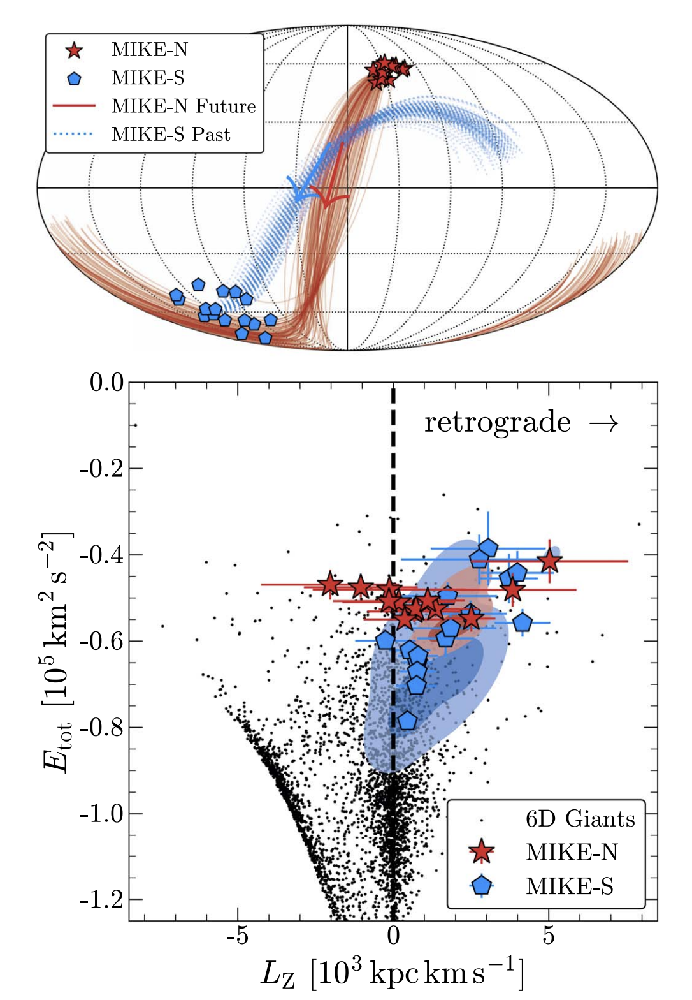 MIKE-N
MIKE-S
MIKE-N Future
MIKE-S Past
0.0
retrograde →
-0.2
-0.4
-0.6
-0.8
-1.0
-1.2
E_tot [10^5 km^2 s^−2]
6D Giants
MIKE-N
MIKE-S
-5 0 5
L_Z [10^3 kpc km s^−1]